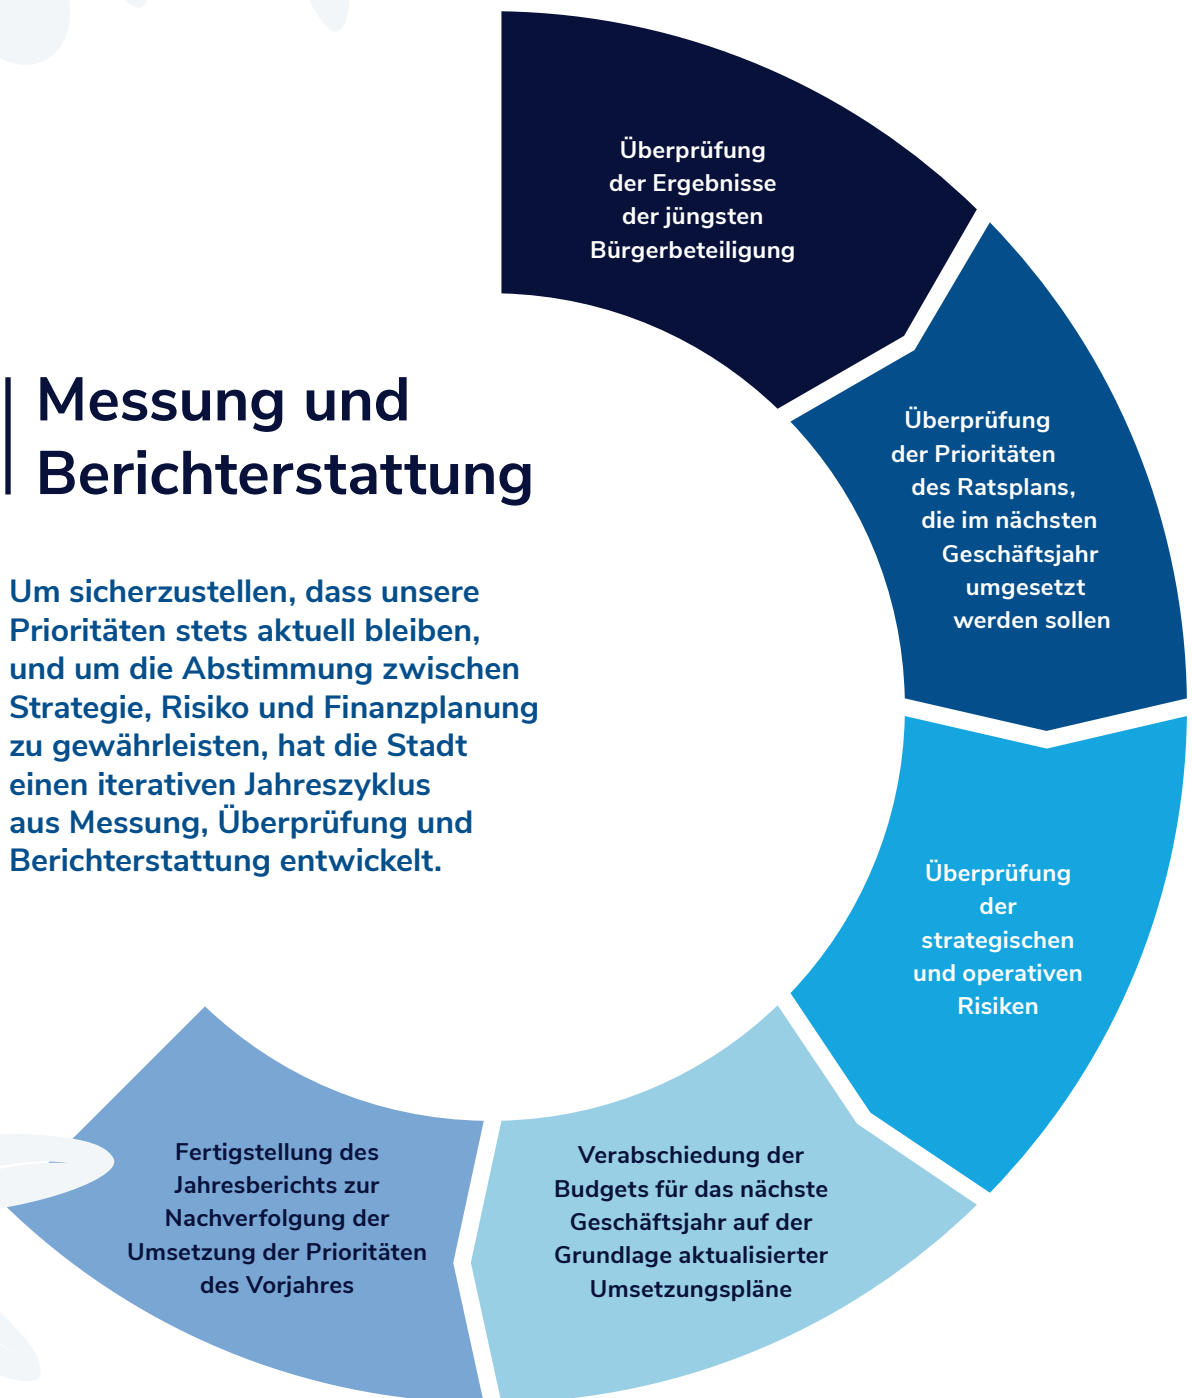 Messung und
Berichterstattung
Um sicherzustellen, dass unsere
Prioritäten stets aktuell bleiben,
und um die Abstimmung zwischen
Strategie, Risiko und Finanzplanung
zu gewährleisten, hat die Stadt
einen iterativen Jahreszyklus
aus Messung, Überprüfung und
Berichterstattung entwickelt.
Überprüfung
der Ergebnisse
der jüngsten
Bürgerbeteiligung
Überprüfung
der Prioritäten
des Ratsplans,
die im nächsten
Geschäftsjahr
umgesetzt
werden sollen
Überprüfung
der
strategischen
und operativen
Risiken
Verabschiedung der
Budgets für das nächste
Geschäftsjahr auf der
Grundlage aktualisierter
Umsetzungspläne
Fertigstellung des
Jahresberichts zur
Nachverfolgung der
Umsetzung der Prioritäten
des Vorjahres